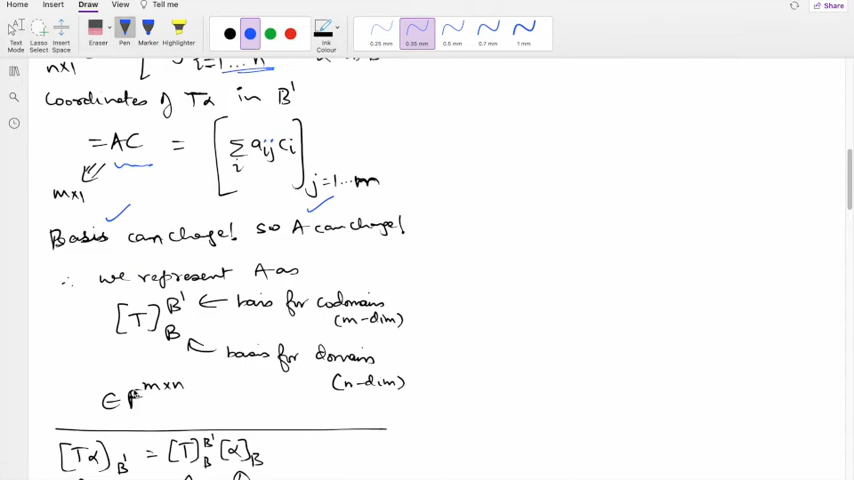 Home Insert Draw View
Share
Text Mode
Lasso Select
Insert Space
Eraser
Pen
Marker
Highlighter
Ink Colour
0.25 mm
0.35 mm
0.5 mm
0.7 mm
1 mm
n×1 [ ]i=1...n
Coordinates of Tα in B'
= AC = [ Σi aij ci ] j=1...m
m×1
Basis can change! so A can change!
∴ we represent A as
[T]B^B' ← basis for codomain
(m-dim)
basis for domain
(n-dim)
∈ F^m×n
[Tα]B' = [T]B^B' [α]B